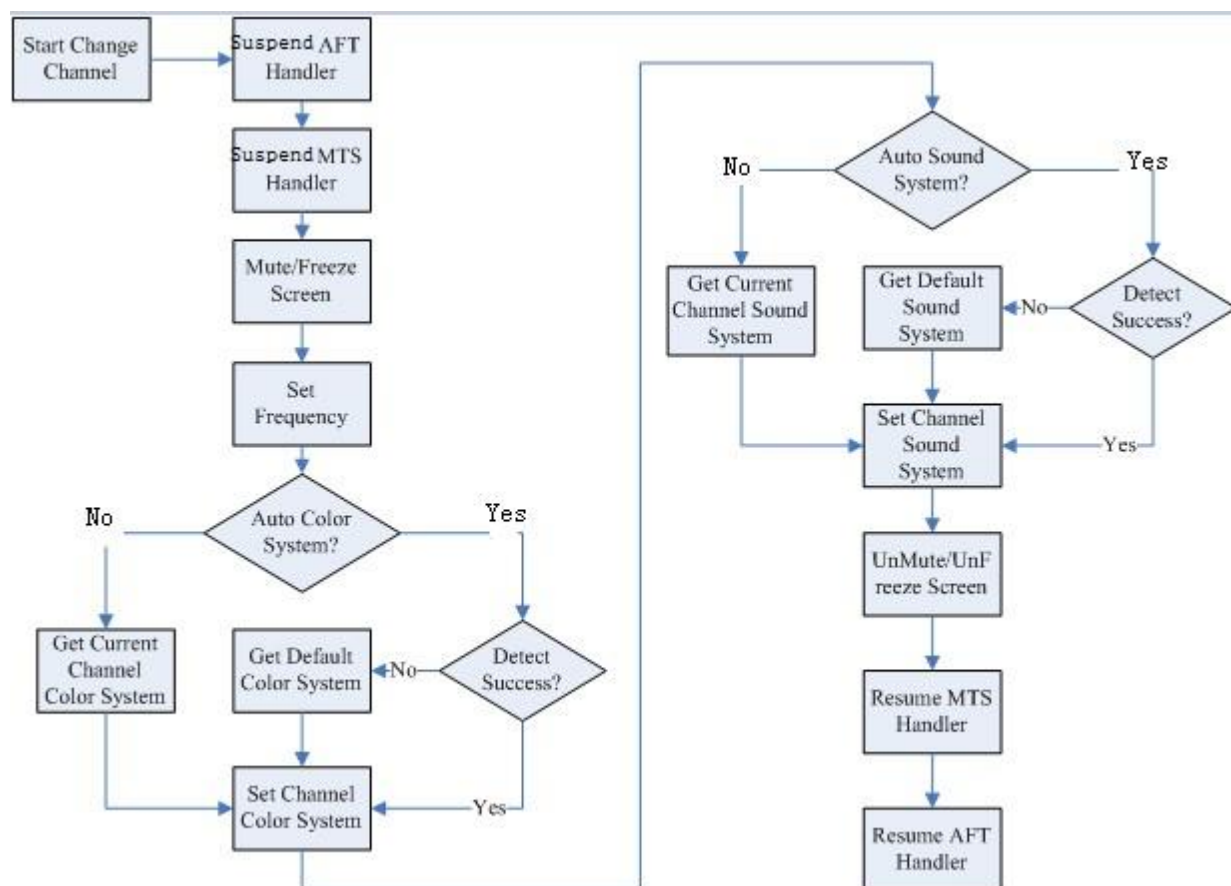 Start Change
Channel
Suspend AFT
Handler
Suspend MTS
Handler
Mute/Freeze
Screen
Set
Frequency
Auto Color
System?
No
Yes
Get Current
Channel
Color System
Get Default
Color System
No
Detect
Success?
Set Channel
Color System
Yes
Auto Sound
System?
No
Yes
Get Current
Channel Sound
System
Get Default
Sound
System
No
Detect
Success?
Set Channel
Sound
System
Yes
UnMute/UnF
reeze Screen
Resume MTS
Handler
Resume AFT
Handler